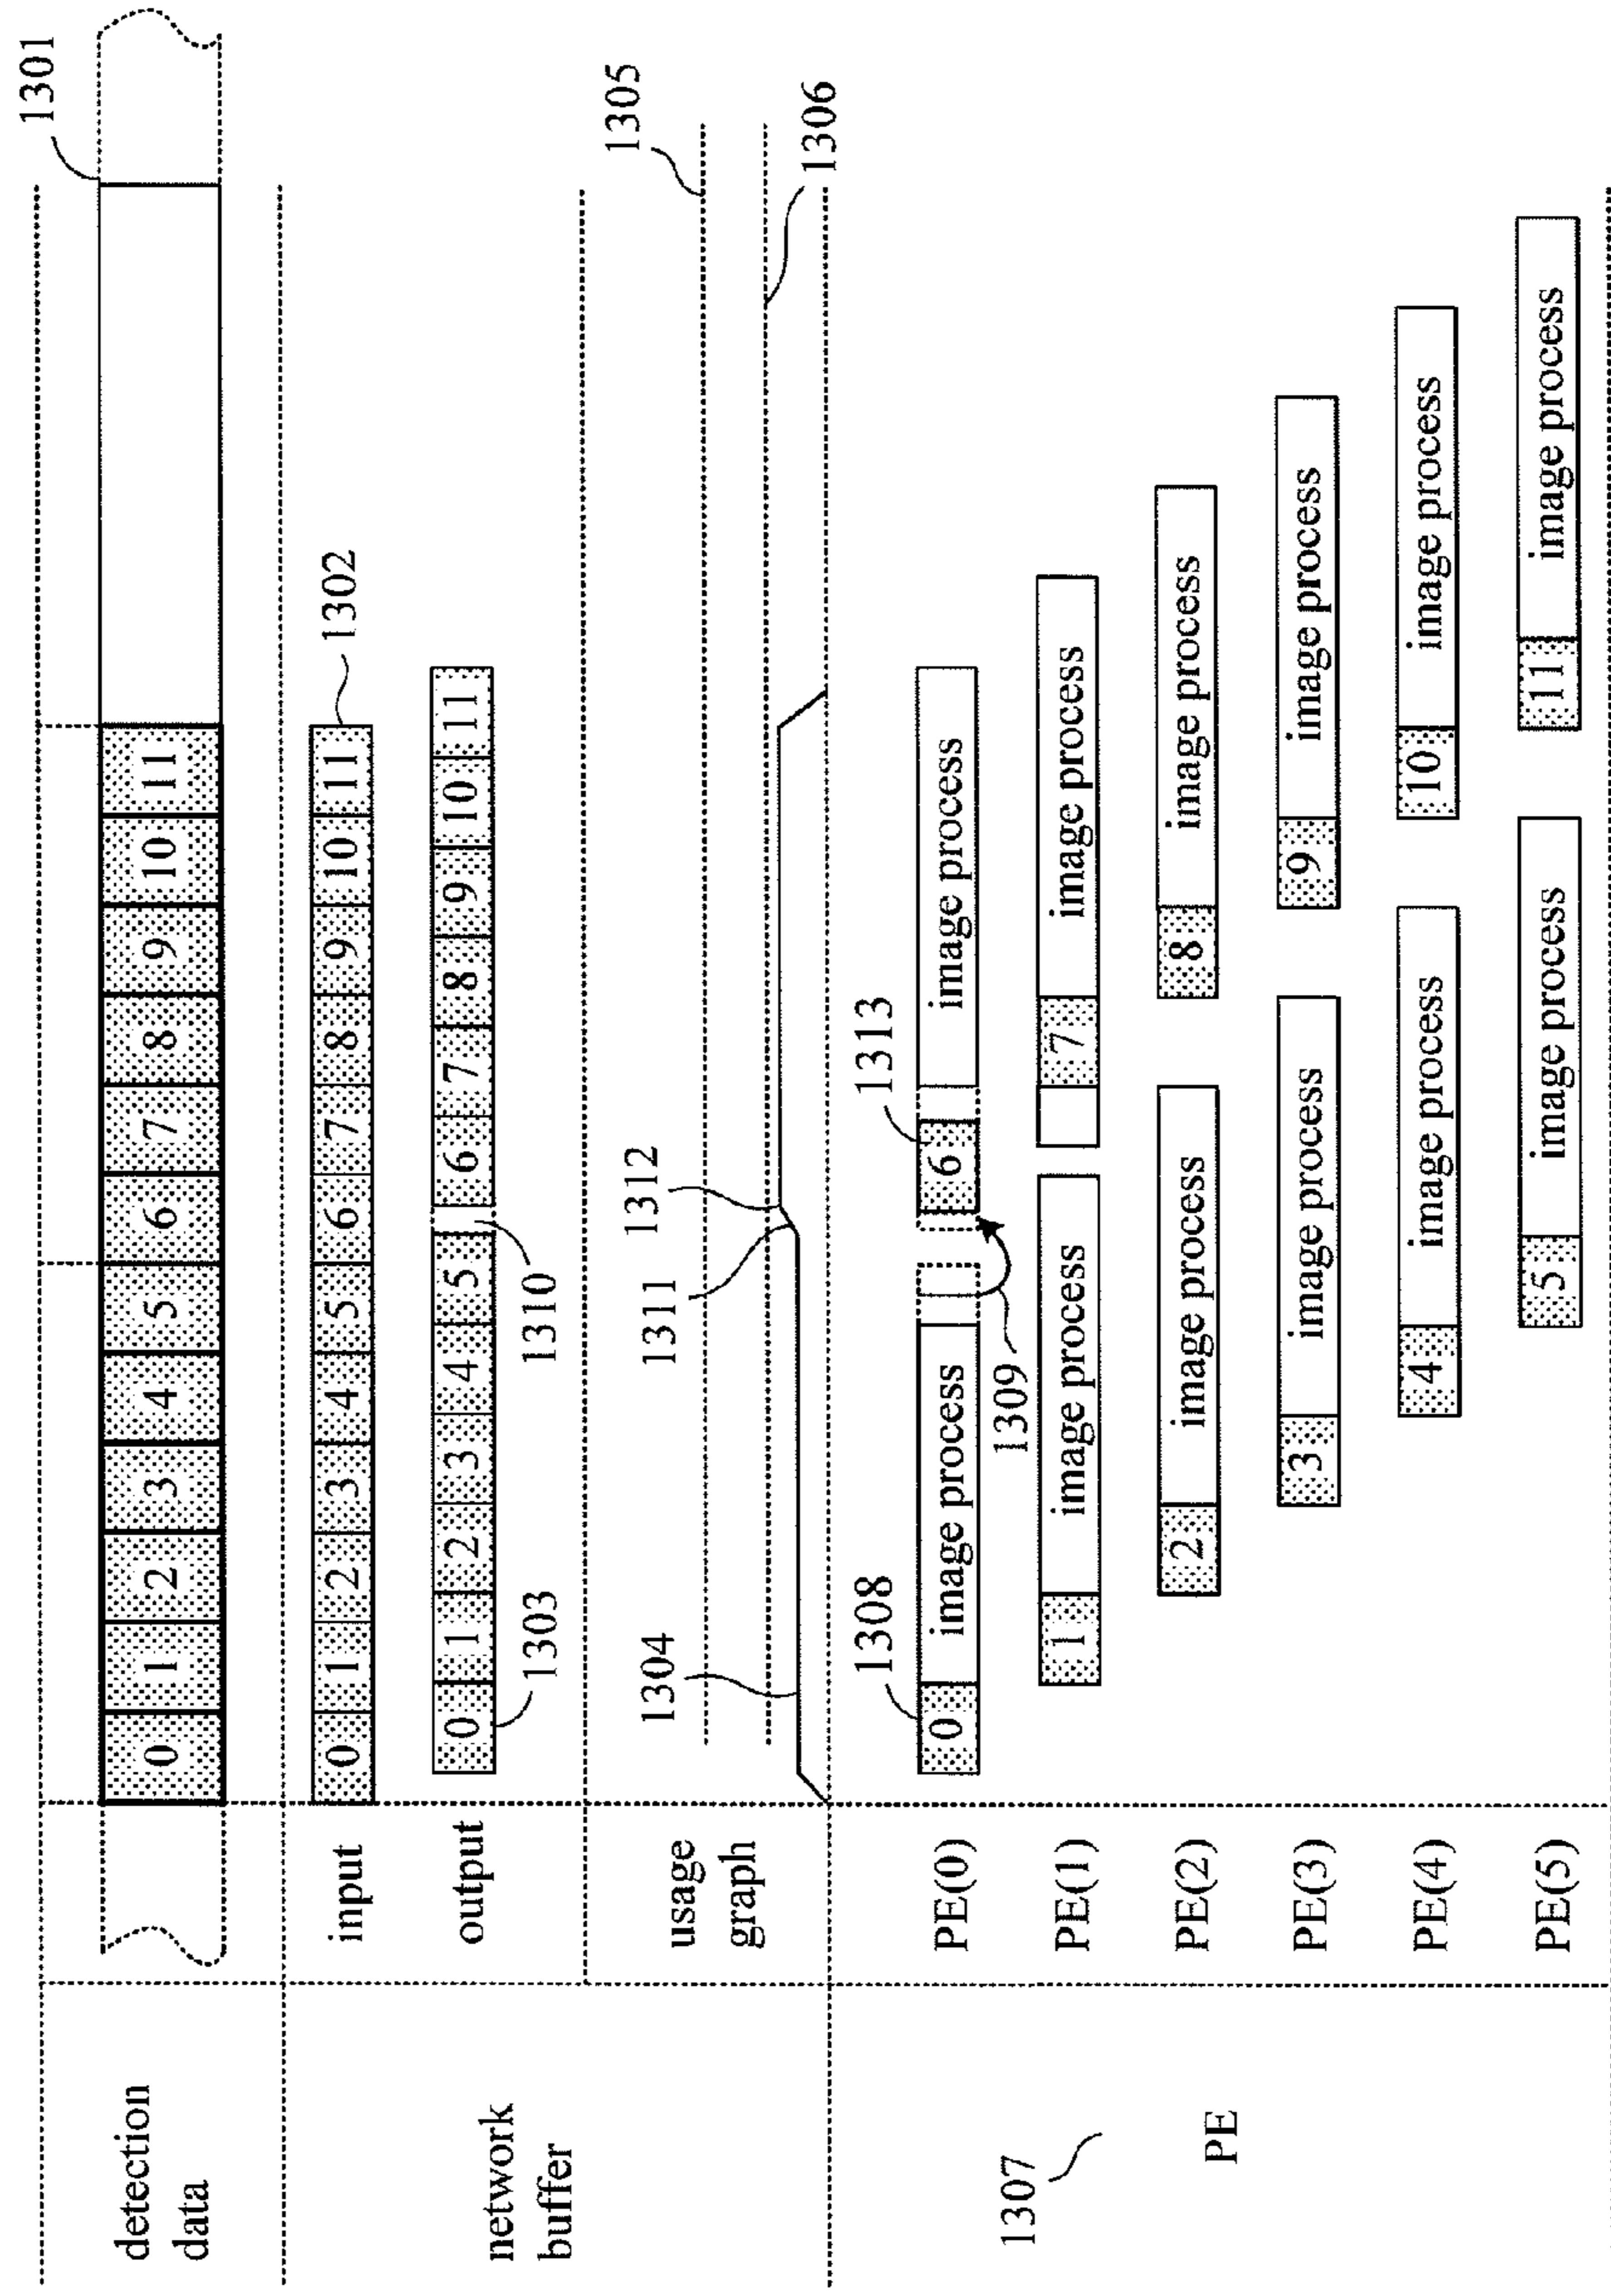 1301
detection
data
0 1 2 3 4 5 6 7 8 9 10 11
network
buffer
input
0 1 2 3 4 5 6 7 8 9 10 11
1302
output
0 1 2 3 4 5 6 7 8 9 10 11
1303
1310
usage
graph
1304
1311
1312
1305
1306
1307
PE
PE(0)
1308
0 image process
1309
1313
6 image process
PE(1)
1 image process
7 image process
PE(2)
2 image process
8 image process
PE(3)
3 image process
9 image process
PE(4)
4 image process
10 image process
PE(5)
5 image process
11 image process